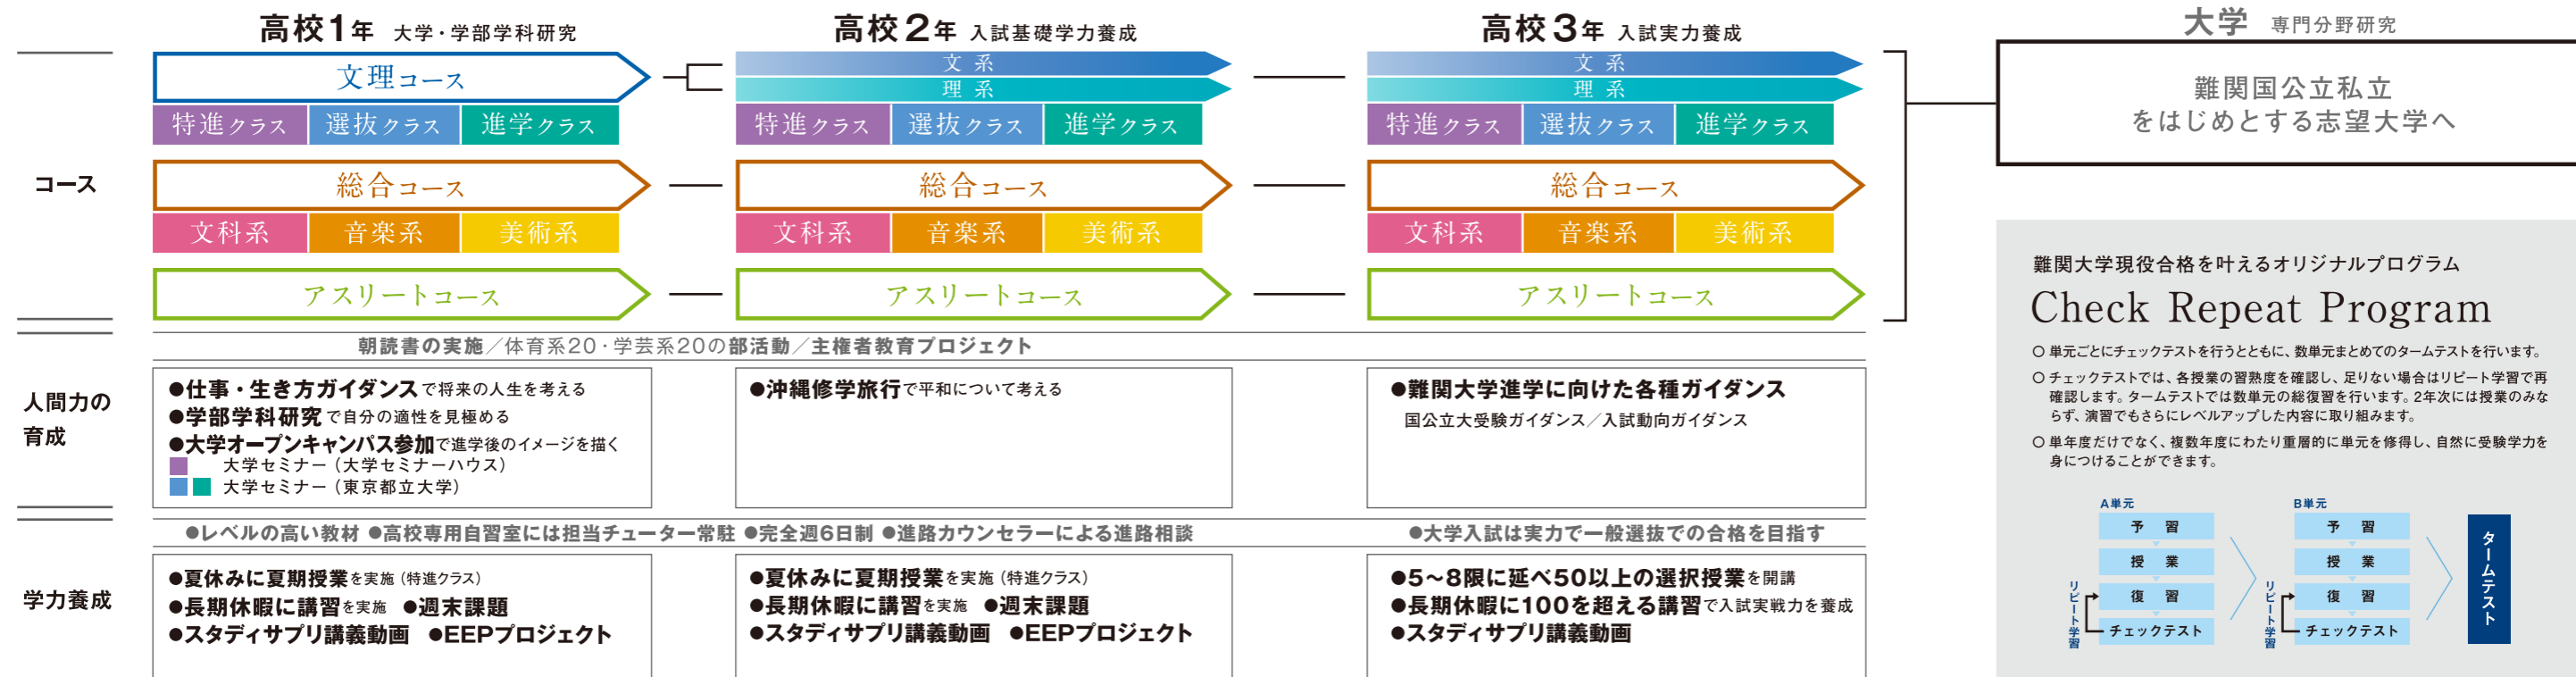 高校1年 大学・学部学科研究
高校2年 入試基礎学力養成
高校3年 入試実力養成
大学 専門分野研究
コース
文理コース
特進クラス 選抜クラス 進学クラス
総合コース
文科系 音楽系 美術系
アスリートコース
文系
理系
特進クラス 選抜クラス 進学クラス
総合コース
文科系 音楽系 美術系
アスリートコース
文系
理系
特進クラス 選抜クラス 進学クラス
総合コース
文科系 音楽系 美術系
アスリートコース
難関国公立私立
をはじめとする志望大学へ
人間力の
育成
朝読書の実施／体育系20・学芸系20の部活動／主権者教育プロジェクト
●仕事・生き方ガイダンスで将来の人生を考える
●学部学科研究で自分の適性を見極める
●大学オープンキャンパス参加で進学後のイメージを描く
大学セミナー（大学セミナーハウス）
大学セミナー（東京都立大学）
●沖縄修学旅行で平和について考える
●難関大学進学に向けた各種ガイダンス
国公立大受験ガイダンス／入試動向ガイダンス
学力養成
●レベルの高い教材 ●高校専用自習室には担当チューター常駐 ●完全週6日制 ●進路カウンセラーによる進路相談
●大学入試は実力で一般選抜での合格を目指す
●夏休みに夏期授業を実施（特進クラス）
●長期休暇に講習を実施 ●週末課題
●スタディサプリ講義動画 ●EEPプロジェクト
●夏休みに夏期授業を実施（特進クラス）
●長期休暇に講習を実施 ●週末課題
●スタディサプリ講義動画 ●EEPプロジェクト
●5〜8限に延べ50以上の選択授業を開講
●長期休暇に100を超える講習で入試実戦力を養成
●スタディサプリ講義動画
難関大学現役合格を叶えるオリジナルプログラム
Check Repeat Program
○ 単元ごとにチェックテストを行うとともに、数単元まとめてのタームテストを行います。
○ チェックテストでは、各授業の習熟度を確認し、足りない場合はリピート学習で再
確認します。タームテストでは数単元の総復習を行います。2年次には授業のみな
らず、演習でもさらにレベルアップした内容に取り組みます。
○ 単年度だけでなく、複数年度にわたり重層的に単元を修得し、自然に受験学力を
身につけることができます。
A単元
予習
授業
復習
チェックテスト
リピート学習
B単元
予習
授業
復習
チェックテスト
リピート学習
タームテスト